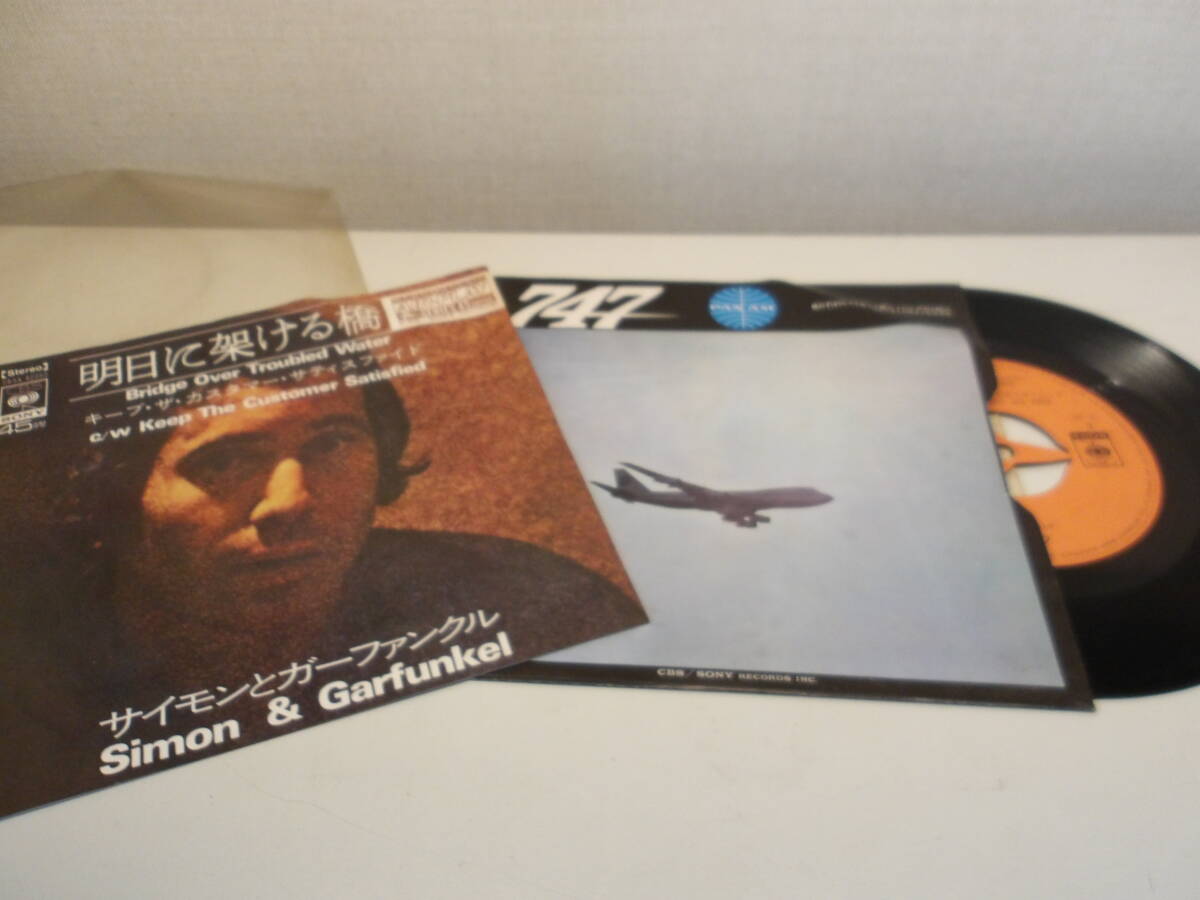 【Stereo】
SONY
45
明日に架ける橋
Bridge Over Troubled Water
キープ・ザ・カスタマー・サティスファイド
c/w Keep The Customer Satisfied
サイモンとガーファンクル
Simon & Garfunkel
747
PAN AM
CBS/SONY RECORDS INC.